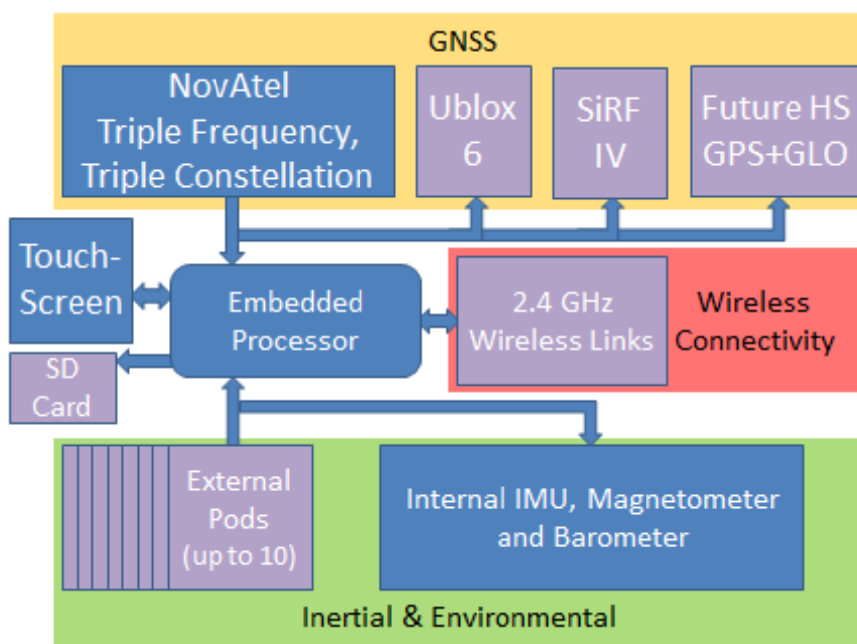 GNSS
NovAtel
Triple Frequency,
Triple Constellation
Ublox
6
SiRF
IV
Future HS
GPS+GLO
Touch-
Screen
Embedded
Processor
2.4 GHz
Wireless Links
Wireless
Connectivity
SD
Card
External
Pods
(up to 10)
Internal IMU, Magnetometer
and Barometer
Inertial & Environmental